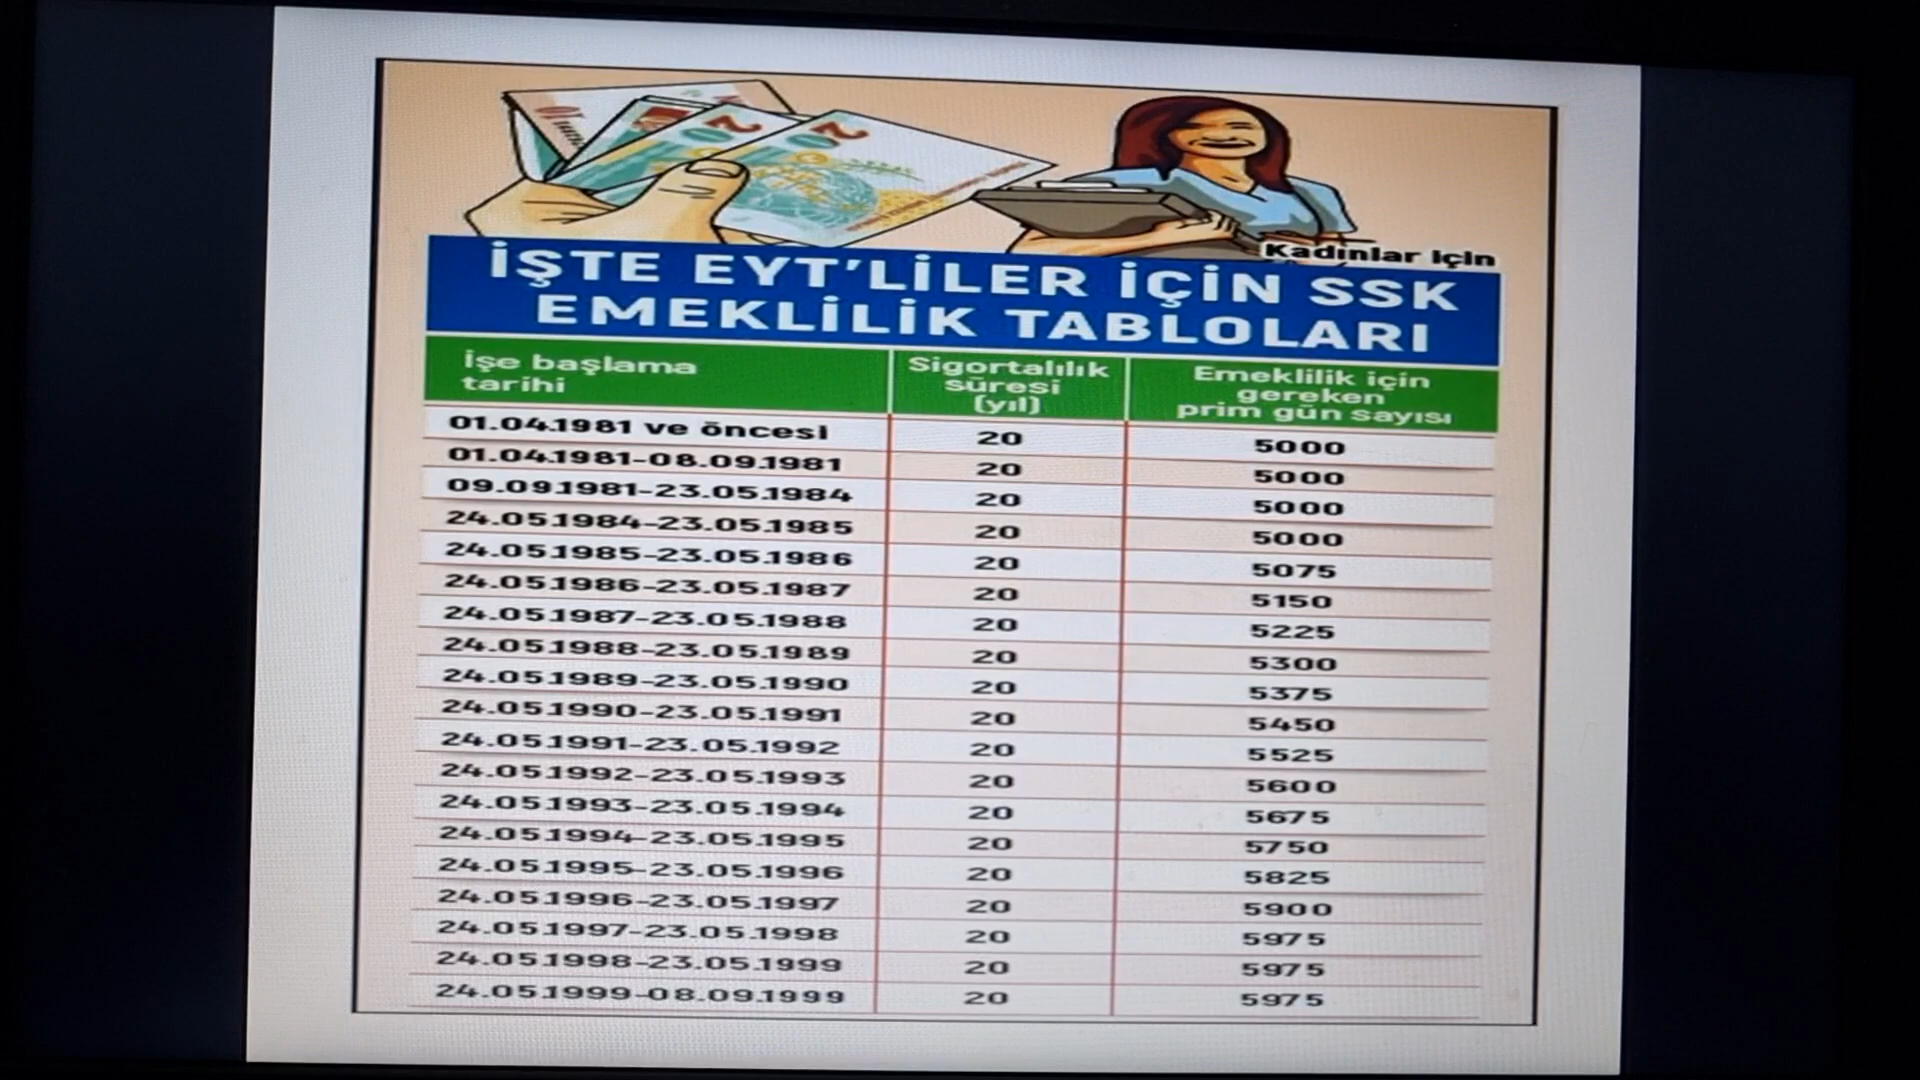 Kadınlar için
İŞTE EYT'LİLER İÇİN SSK
EMEKLİLİK TABLOLARI
İşe başlama
tarihi
Sigortalılık
süresi
(yıl)
Emeklilik için
gereken
prim gün sayısı
01.04.1981 ve öncesi 20 5000
01.04.1981-08.09.1981 20 5000
09.09.1981-23.05.1984 20 5000
24.05.1984-23.05.1985 20 5000
24.05.1985-23.05.1986 20 5075
24.05.1986-23.05.1987 20 5150
24.05.1987-23.05.1988 20 5225
24.05.1988-23.05.1989 20 5300
24.05.1989-23.05.1990 20 5375
24.05.1990-23.05.1991 20 5450
24.05.1991-23.05.1992 20 5525
24.05.1992-23.05.1993 20 5600
24.05.1993-23.05.1994 20 5675
24.05.1994-23.05.1995 20 5750
24.05.1995-23.05.1996 20 5825
24.05.1996-23.05.1997 20 5900
24.05.1997-23.05.1998 20 5975
24.05.1998-23.05.1999 20 5975
24.05.1999-08.09.1999 20 5975